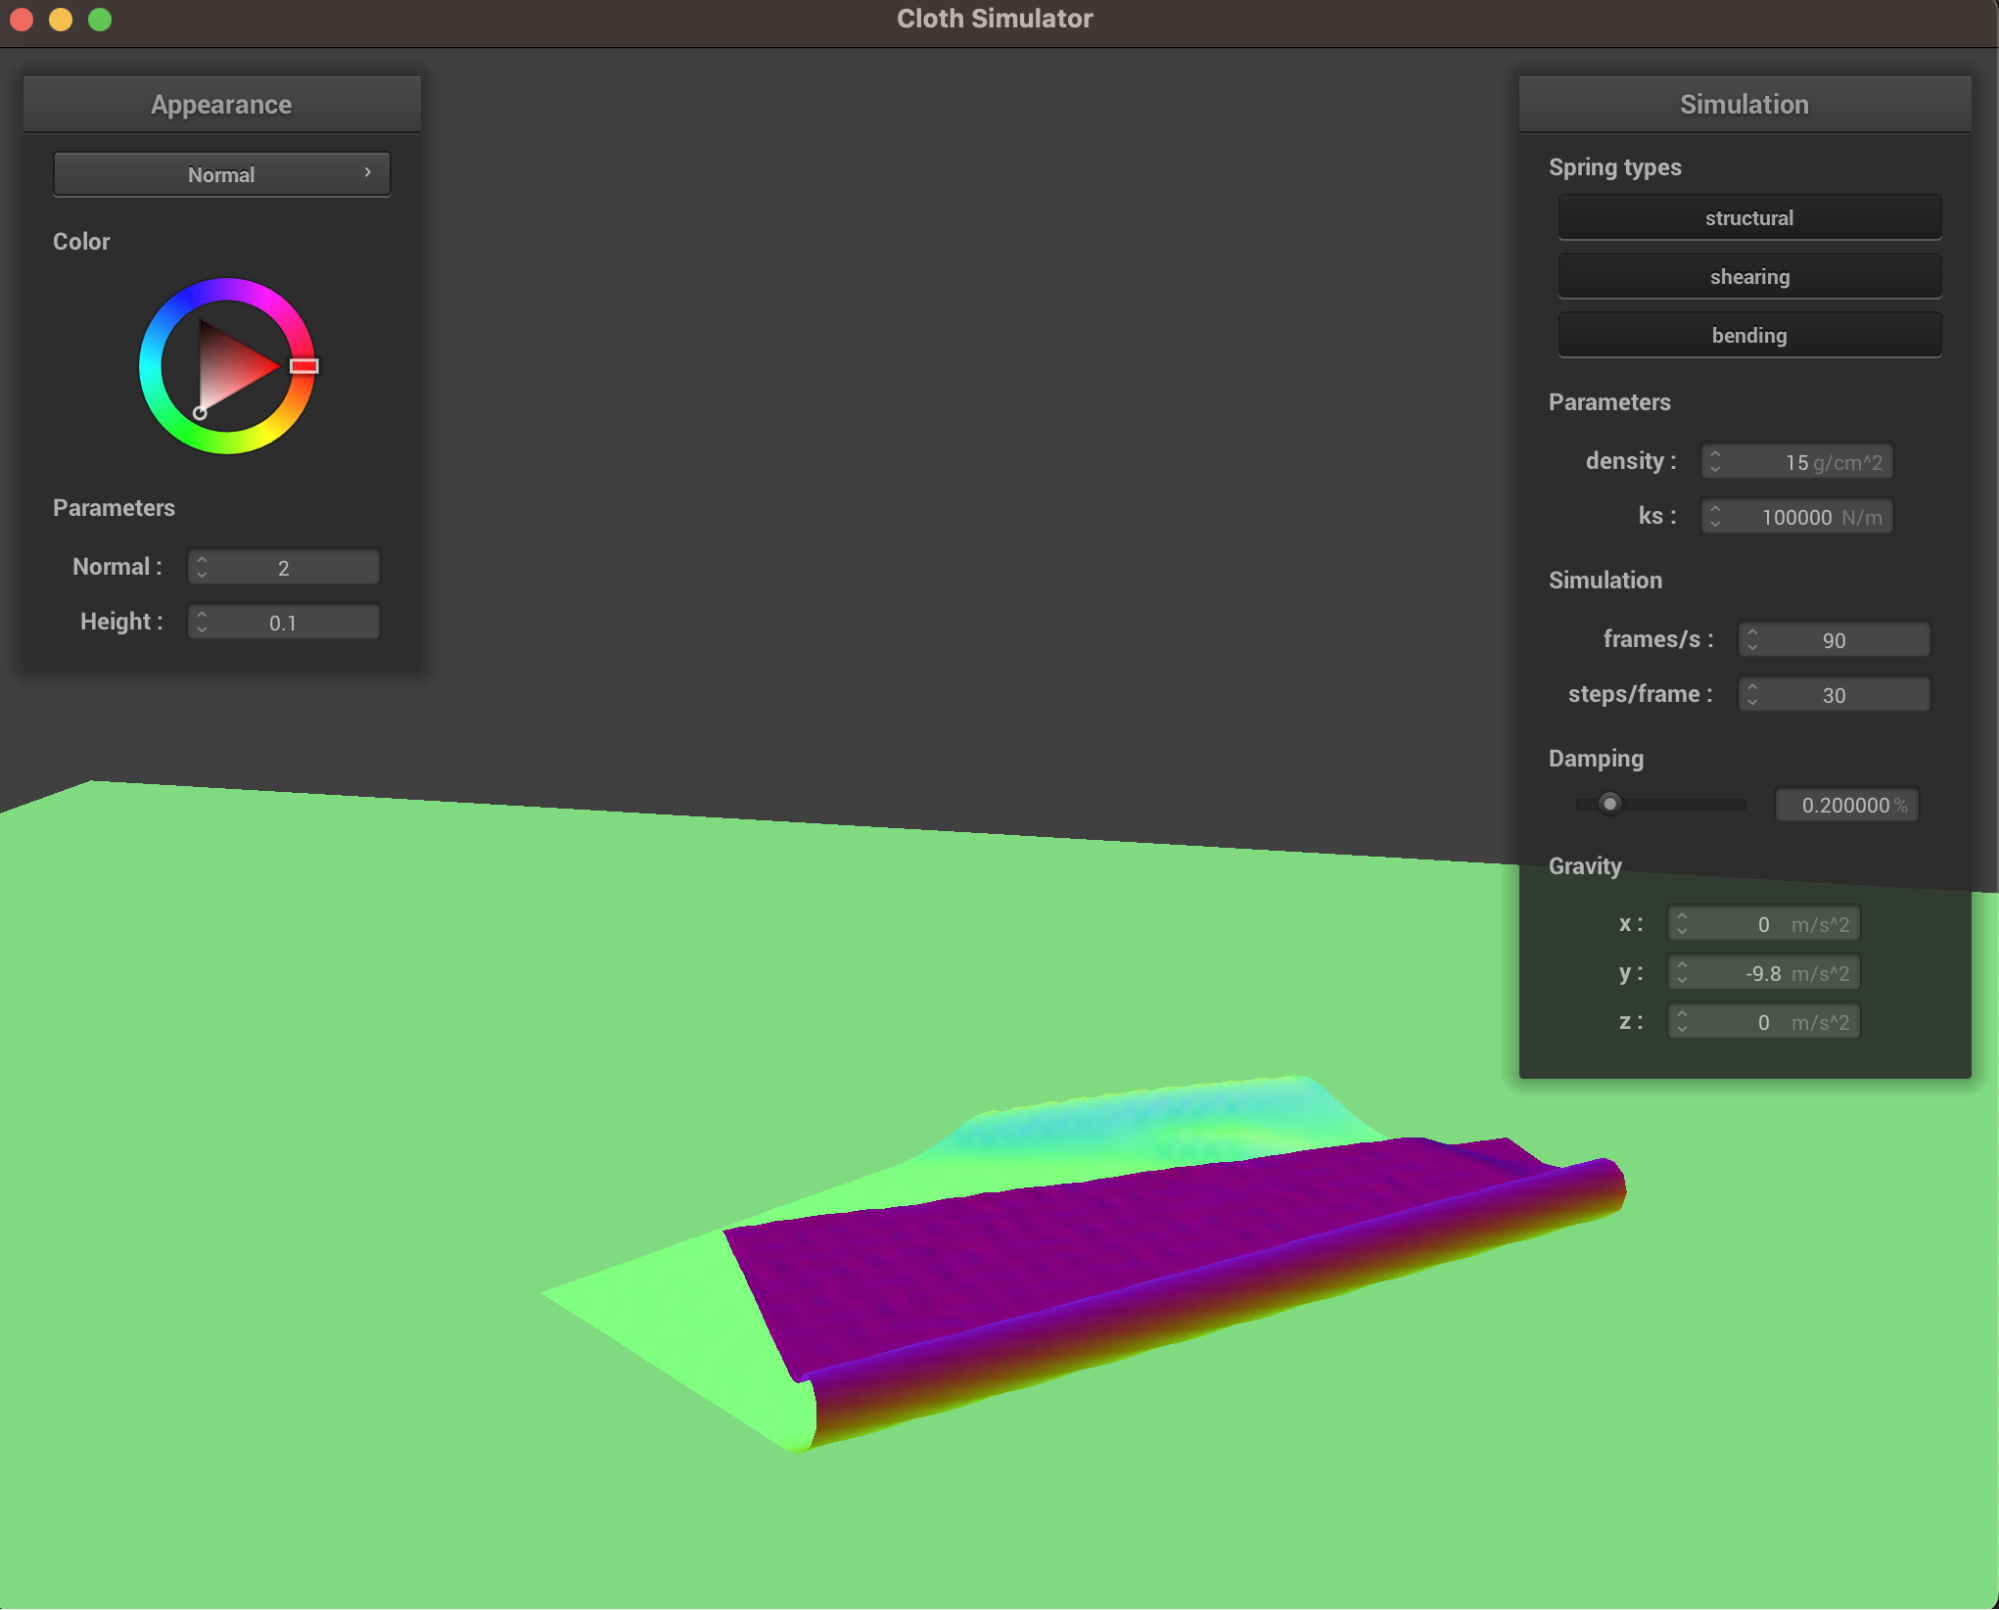 Cloth Simulator
Appearance
Normal
Color
Parameters
Normal : 2
Height : 0.1
Simulation
Spring types
structural
shearing
bending
Parameters
density : 15 g/cm^2
ks : 100000 N/m
Simulation
frames/s : 90
steps/frame : 30
Damping
0.200000 %
Gravity
x : 0 m/s^2
y : -9.8 m/s^2
z : 0 m/s^2